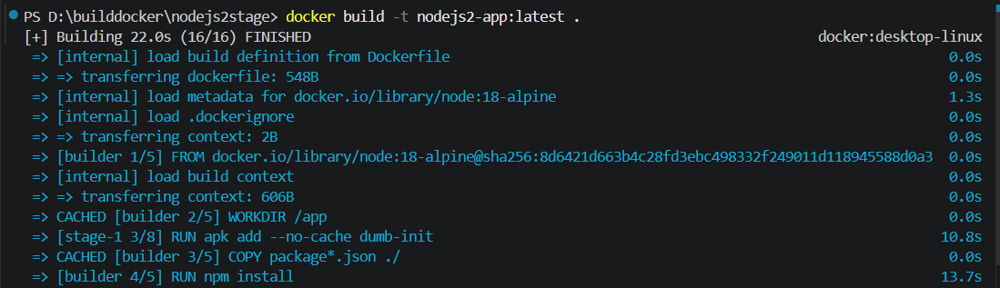 PS D:\builddocker\nodejs2stage> docker build -t nodejs2-app:latest .
[+] Building 22.0s (16/16) FINISHED docker:desktop-linux
=> [internal] load build definition from Dockerfile 0.0s
=> => transferring dockerfile: 548B 0.0s
=> [internal] load metadata for docker.io/library/node:18-alpine 1.3s
=> [internal] load .dockerignore 0.0s
=> => transferring context: 2B 0.0s
=> [builder 1/5] FROM docker.io/library/node:18-alpine@sha256:8d6421d663b4c28fd3ebc498332f249011d118945588d0a3 0.0s
=> [internal] load build context 0.0s
=> => transferring context: 606B 0.0s
=> CACHED [builder 2/5] WORKDIR /app 0.0s
=> [stage-1 3/8] RUN apk add --no-cache dumb-init 10.8s
=> CACHED [builder 3/5] COPY package*.json ./ 0.0s
=> [builder 4/5] RUN npm install 13.7s